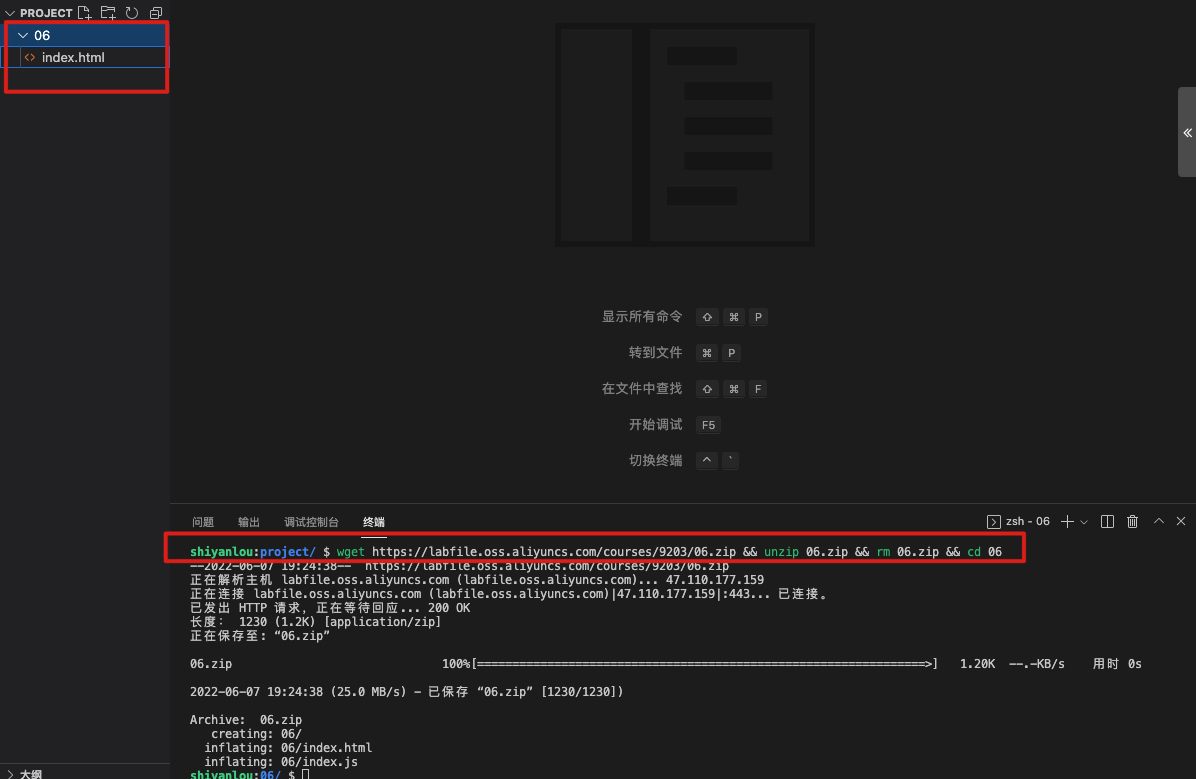 PROJECT
06
<> index.html
显示所有命令 ⇧ ⌘ P
转到文件 ⌘ P
在文件中查找 ⇧ ⌘ F
开始调试 F5
切换终端 ^ `
问题 输出 调试控制台 终端 zsh - 06
shiyanlou:project/ $ wget https://labfile.oss.aliyuncs.com/courses/9203/06.zip && unzip 06.zip && rm 06.zip && cd 06
--2022-06-07 19:24:38-- https://labfile.oss.aliyuncs.com/courses/9203/06.zip
正在解析主机 labfile.oss.aliyuncs.com (labfile.oss.aliyuncs.com)... 47.110.177.159
正在连接 labfile.oss.aliyuncs.com (labfile.oss.aliyuncs.com)|47.110.177.159|:443... 已连接。
已发出 HTTP 请求，正在等待回应... 200 OK
长度： 1230 (1.2K) [application/zip]
正在保存至: “06.zip”
06.zip 100%[================================================================>] 1.20K --.-KB/s 用时 0s
2022-06-07 19:24:38 (25.0 MB/s) - 已保存 “06.zip” [1230/1230])
Archive: 06.zip
creating: 06/
inflating: 06/index.html
inflating: 06/index.js
shiyanlou:06/ $
大纲